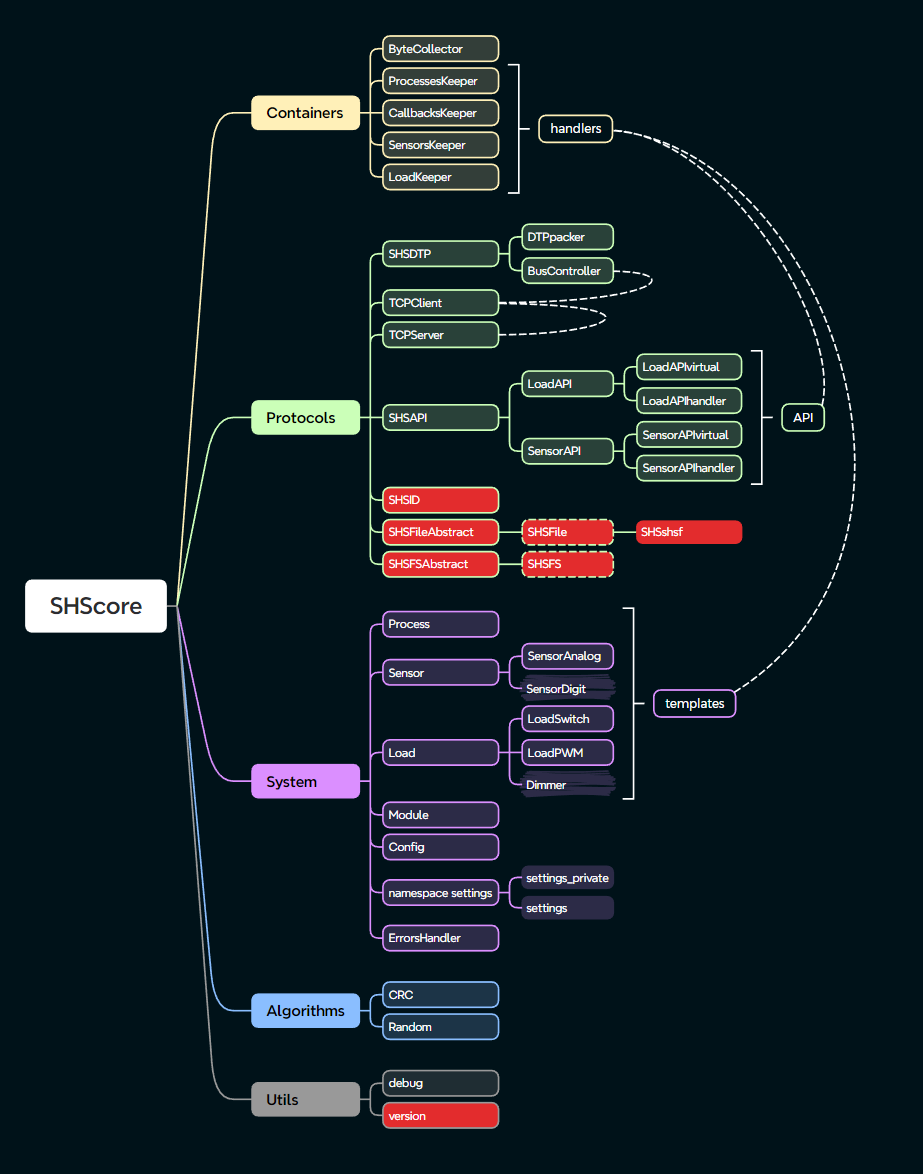 SHScore
Containers
ByteCollector
ProcessesKeeper
CallbacksKeeper
SensorsKeeper
LoadKeeper
handlers
Protocols
SHSDTP
DTPpacker
BusController
TCPClient
TCPServer
SHSAPI
LoadAPI
LoadAPIvirtual
LoadAPIhandler
SensorAPI
SensorAPIvirtual
SensorAPIhandler
API
SHSID
SHSFileAbstract
SHSFile
SHSshsf
SHSFSAbstract
SHSFS
System
Process
Sensor
SensorAnalog
SensorDigit
Load
LoadSwitch
LoadPWM
Dimmer
templates
Module
Config
namespace settings
settings_private
settings
ErrorsHandler
Algorithms
CRC
Random
Utils
debug
version